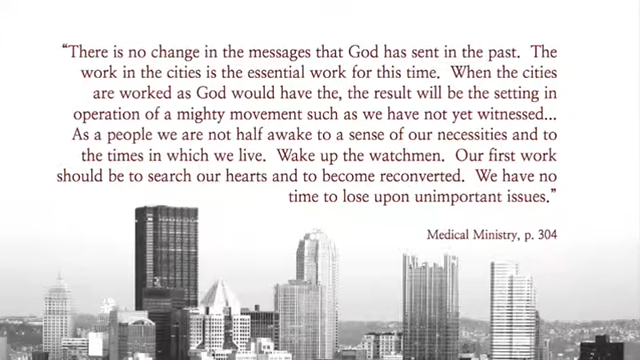 “There is no change in the messages that God has sent in the past. The
work in the cities is the essential work for this time. When the cities
are worked as God would have the, the result will be the setting in
operation of a mighty movement such as we have not yet witnessed...
As a people we are not half awake to a sense of our necessities and to
the times in which we live. Wake up the watchmen. Our first work
should be to search our hearts and to become reconverted. We have no
time to lose upon unimportant issues.”
Medical Ministry, p. 304